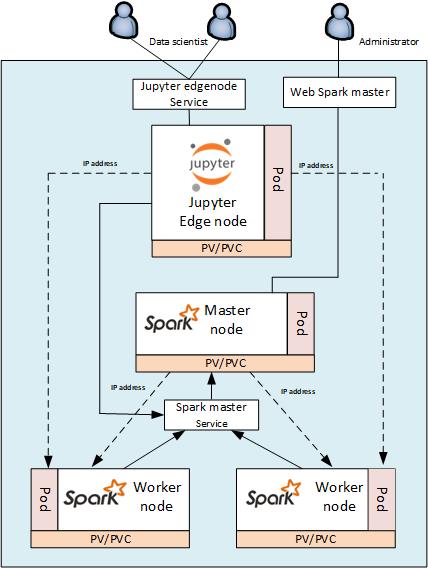 Data scientist
Administrator
Jupyter edgenode
Service
Web Spark master
IP address
jupyter
Jupyter
Edge node
Pod
IP address
PV/PVC
Spark
Master
node
Pod
PV/PVC
IP address
IP address
Spark master
Service
Pod
Spark
Worker
node
PV/PVC
Spark
Worker
node
Pod
PV/PVC